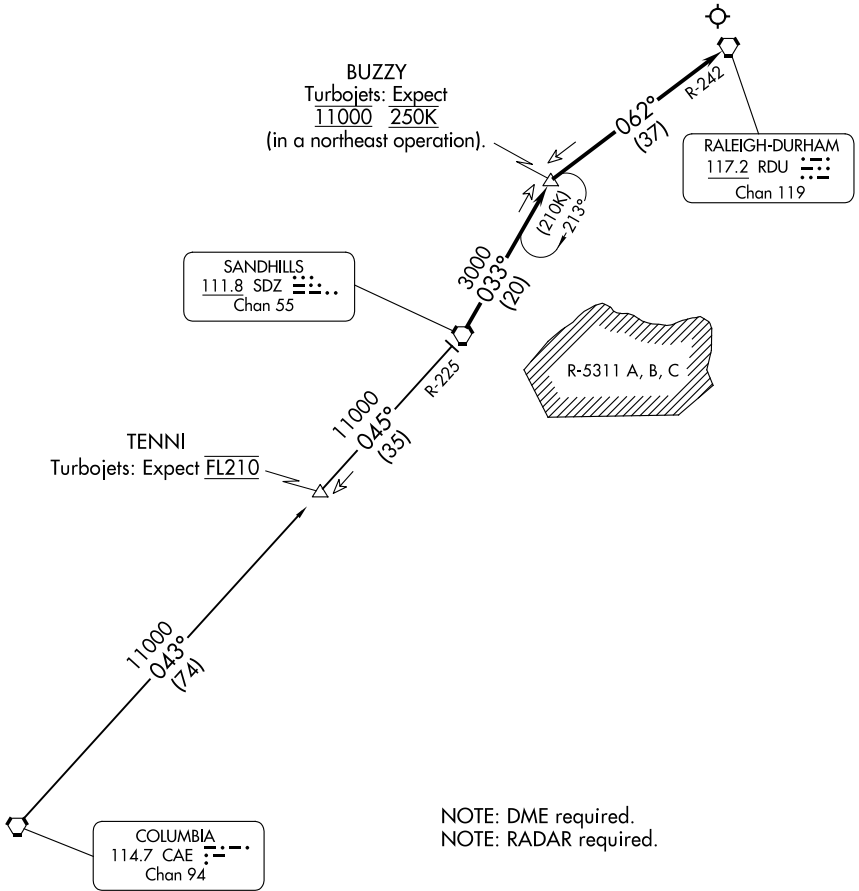 BUZZY
Turbojets: Expect
11000 250K
(in a northeast operation).
R-242
062°
(37)
RALEIGH-DURHAM
117.2 RDU
Chan 119
(210K)
213°
3000
033°
(20)
SANDHILLS
111.8 SDZ
Chan 55
R-5311 A, B, C
R-225
11000
045°
(35)
TENNI
Turbojets: Expect FL210
11000
043°
(74)
NOTE: DME required.
NOTE: RADAR required.
COLUMBIA
114.7 CAE
Chan 94